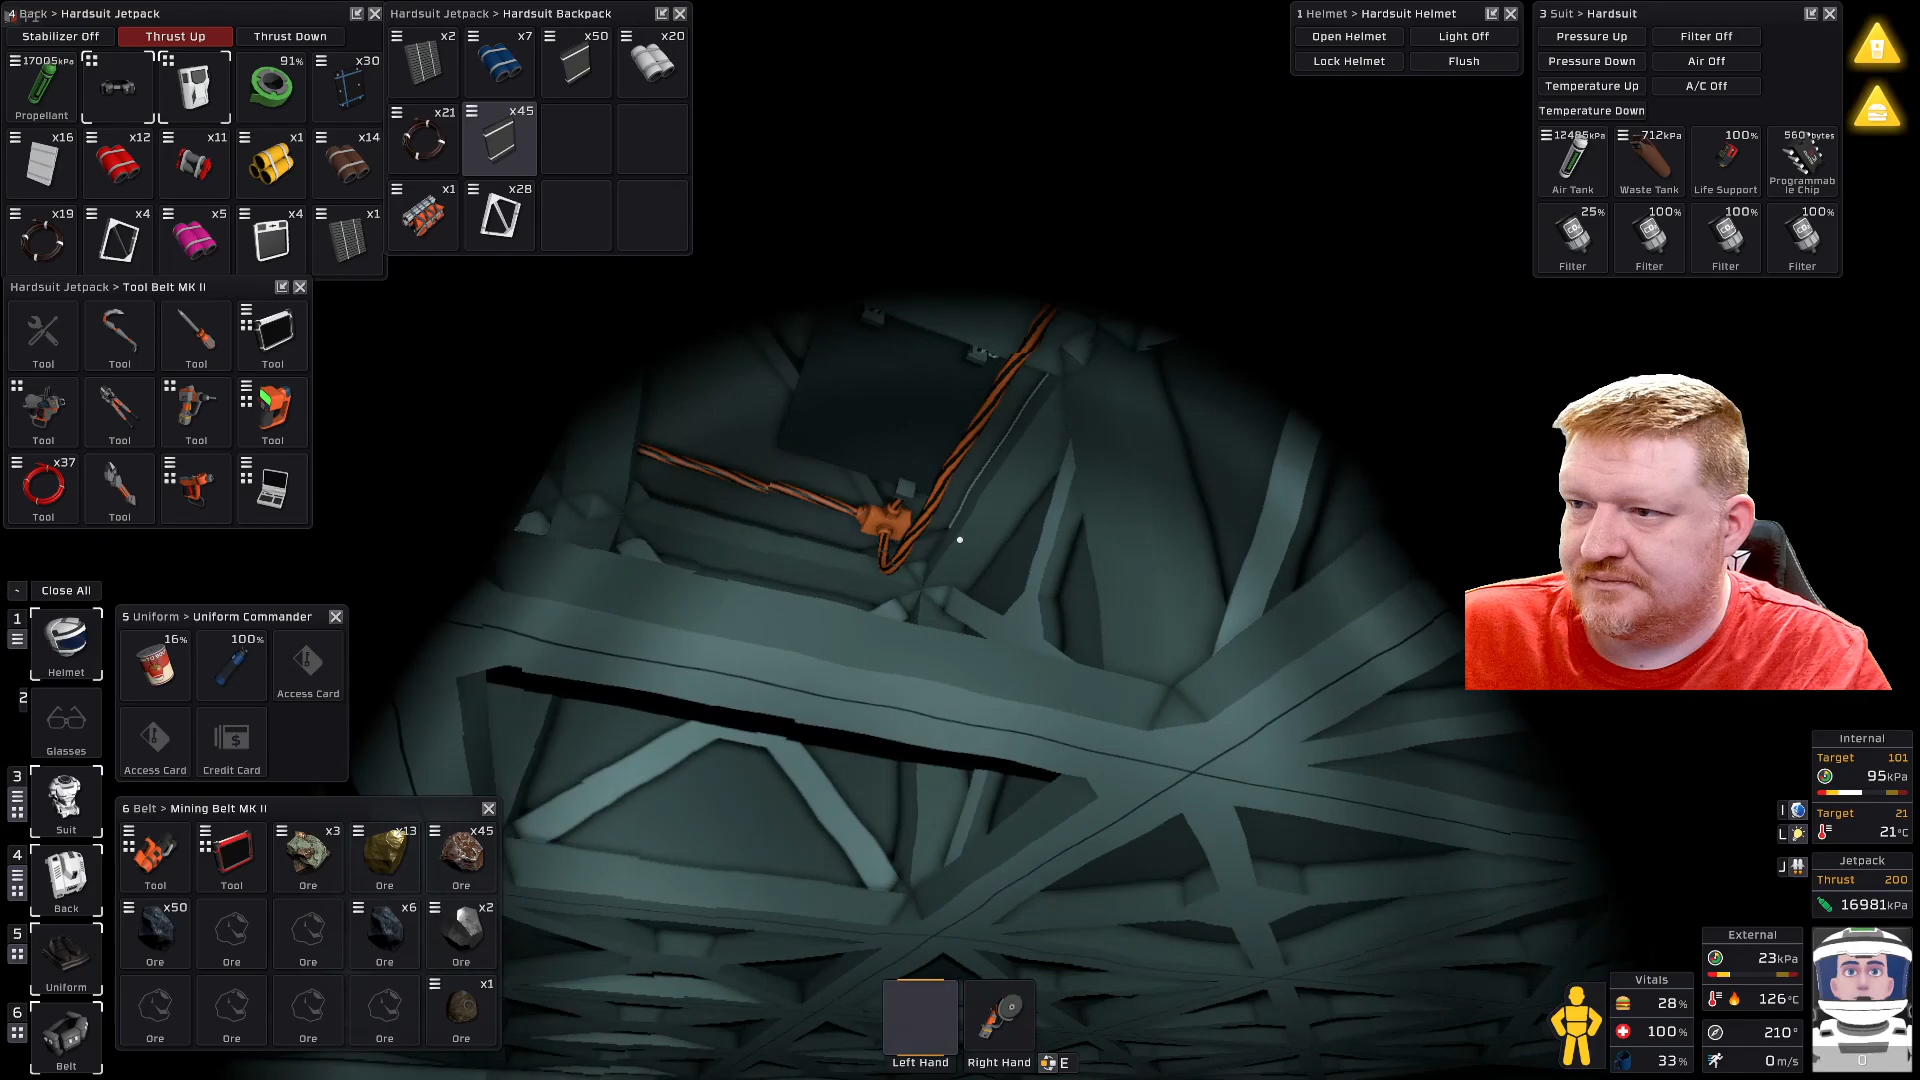 4 Back > Hardsuit Jetpack
Stabilizer Off Thrust Up Thrust Down
17005kPa 91% x30
Propellant
x16 x12 x11 x1 x14
x19 x4 x5 x4 x1
Hardsuit Jetpack > Hardsuit Backpack
x2 x7 x50 x20
x21 x45
x1 x28
Hardsuit Jetpack > Tool Belt MK II
Tool Tool Tool Tool
Tool Tool Tool Tool
x37
Tool Tool
1 Helmet > Hardsuit Helmet
Open Helmet Light Off
Lock Helmet Flush
3 Suit > Hardsuit
Pressure Up Filter Off
Pressure Down Air Off
Temperature Up A/C Off
Temperature Down
12485kPa 712kPa 100% 560 bytes
Air Tank Waste Tank Life Support Programmab
le Chip
25% 100% 100% 100%
Filter Filter Filter Filter
~ Close All
1 Helmet
2 Glasses
3 Suit
4 Back
5 Uniform
6 Belt
5 Uniform > Uniform Commander
16% 100%
Access Card
Access Card Credit Card
6 Belt > Mining Belt MK II
x3 x13 x45
Tool Tool Ore Ore Ore
x50 x6 x2
Ore Ore Ore Ore Ore
x1
Ore Ore Ore Ore Ore
Left Hand Right Hand E
Internal
Target 101
95kPa
Target 21
21°C
I
L
J
Jetpack
Thrust 200
16981kPa
External
23kPa
126°C
210°
0m/s
Vitals
28%
100%
33%
0